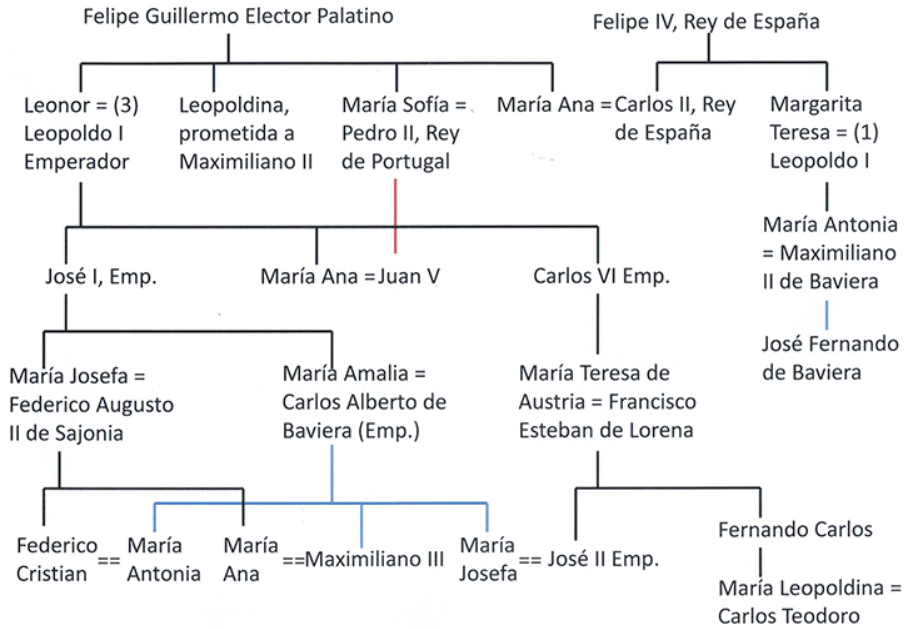 Felipe Guillermo Elector Palatino
Felipe IV, Rey de España
Leonor = (3)
Leopoldo I
Emperador
Leopoldina,
prometida a
Maximiliano II
María Sofía =
Pedro II, Rey
de Portugal
María Ana = Carlos II, Rey
de España
Margarita
Teresa = (1)
Leopoldo I
María Antonia
= Maximiliano
II de Baviera
José I, Emp.
María Ana = Juan V
Carlos VI Emp.
José Fernando
de Baviera
María Josefa =
Federico Augusto
II de Sajonia
María Amalia =
Carlos Alberto de
Baviera (Emp.)
María Teresa de
Austria = Francisco
Esteban de Lorena
Federico
Cristian
==
María
Antonia
María
Ana
==Maximiliano III
María
Josefa
== José II Emp.
Fernando Carlos
María Leopoldina =
Carlos Teodoro